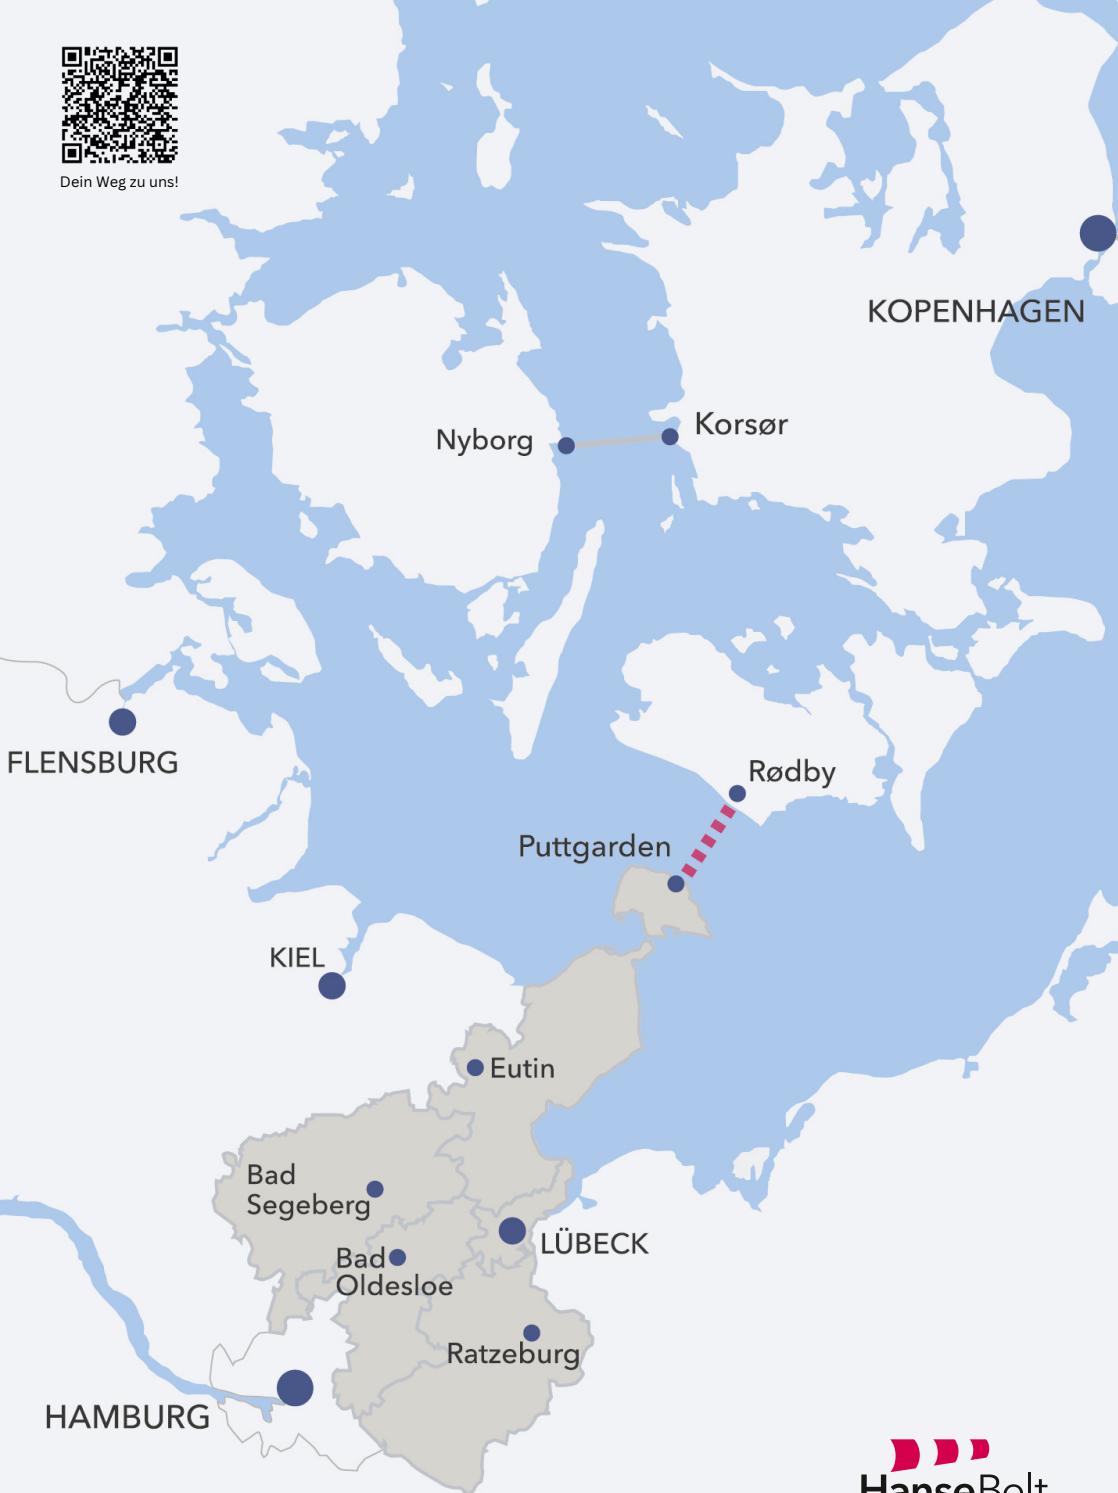 Dein Weg zu uns!
KOPENHAGEN
Nyborg
Korsør
FLENSBURG
Rødby
Puttgarden
KIEL
Eutin
Bad
Segeberg
LÜBECK
Bad
Oldesloe
Ratzeburg
HAMBURG
HanseBelt